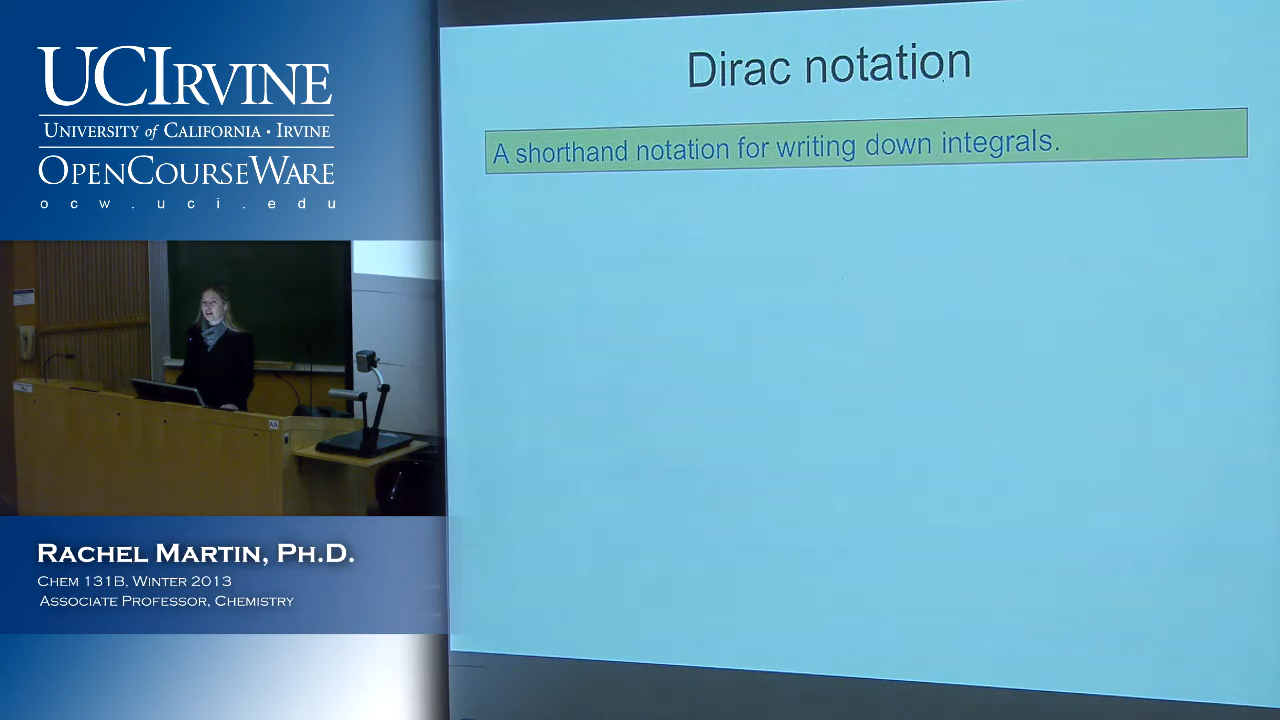 UCIRVINE
UNIVERSITY of CALIFORNIA • IRVINE
OPENCOURSEWARE
ocw.uci.edu
RACHEL MARTIN, PH.D.
CHEM 131B, WINTER 2013
ASSOCIATE PROFESSOR, CHEMISTRY
Dirac notation
A shorthand notation for writing down integrals.
AA